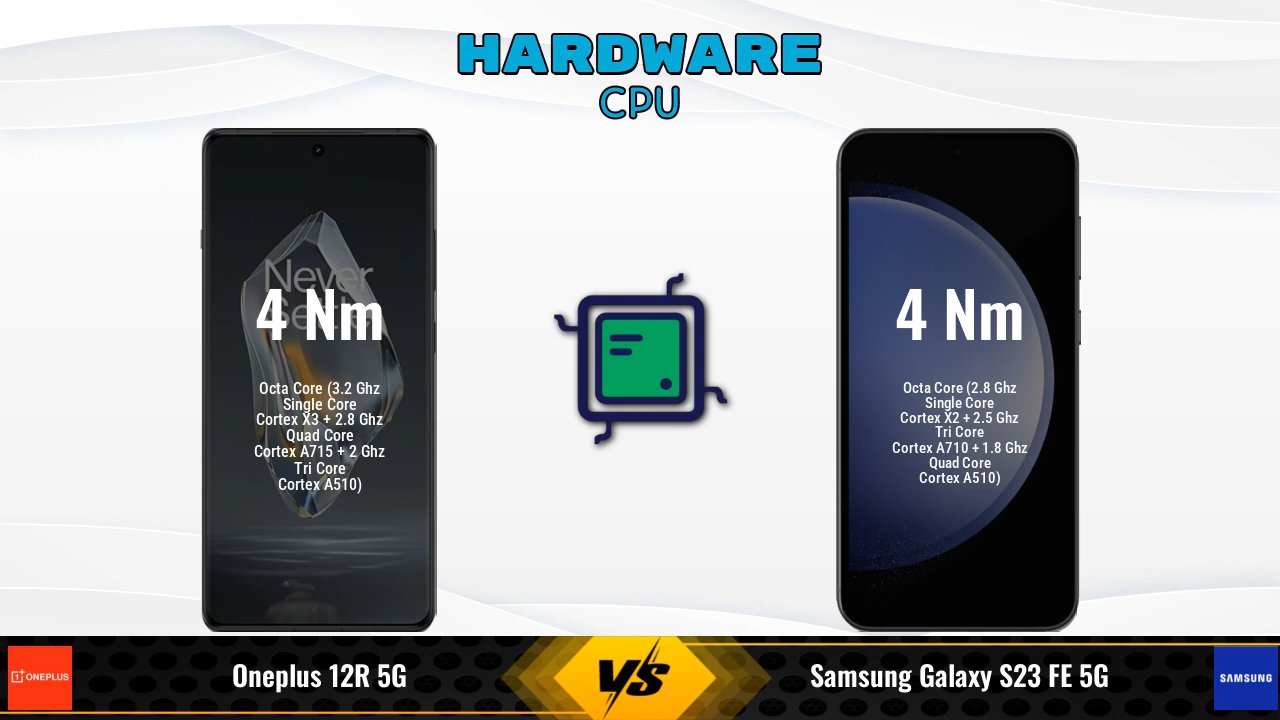 HARDWARE
CPU
Never
Settle
4 Nm
Octa Core (3.2 Ghz
Single Core
Cortex X3 + 2.8 Ghz
Quad Core
Cortex A715 + 2 Ghz
Tri Core
Cortex A510)
4 Nm
Octa Core (2.8 Ghz
Single Core
Cortex X2 + 2.5 Ghz
Tri Core
Cortex A710 + 1.8 Ghz
Quad Core
Cortex A510)
1+ ONEPLUS
Oneplus 12R 5G
VS
Samsung Galaxy S23 FE 5G
SAMSUNG